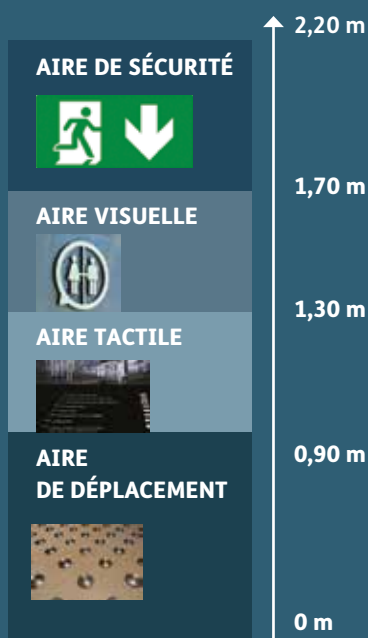 2,20 m
AIRE DE SÉCURITÉ
1,70 m
AIRE VISUELLE
1,30 m
AIRE TACTILE
0,90 m
AIRE
DE DÉPLACEMENT
0 m